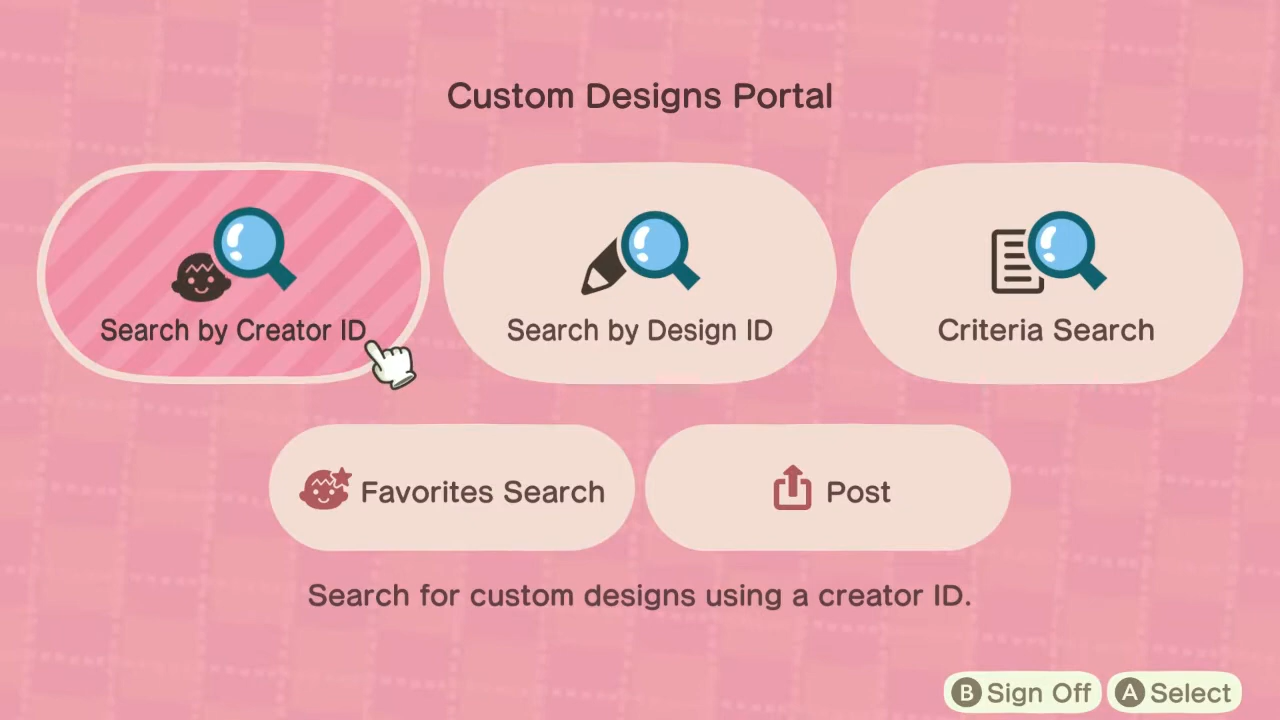 Custom Designs Portal
Search by Creator ID
Search by Design ID
Criteria Search
Favorites Search
Post
Search for custom designs using a creator ID.
B Sign Off
A Select